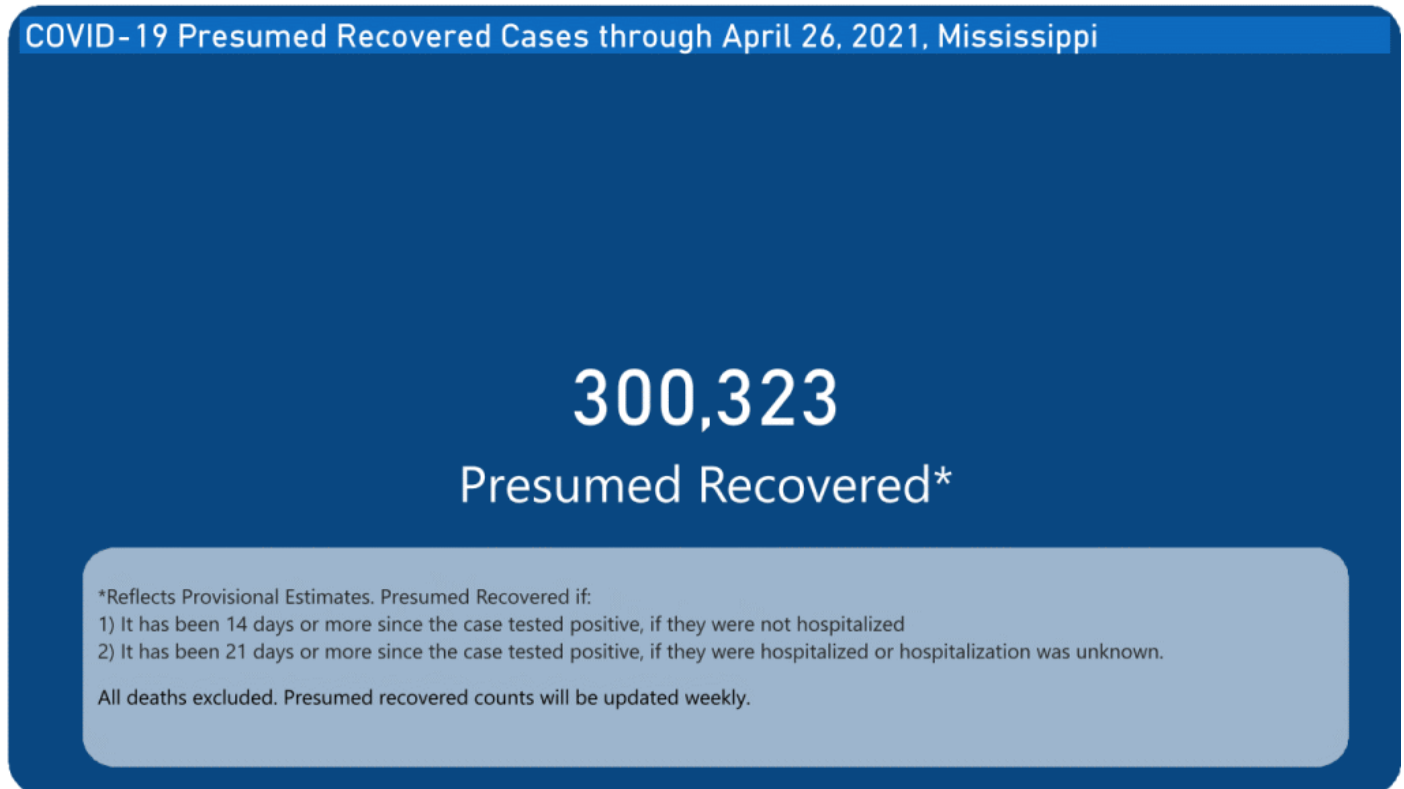 COVID-19 Presumed Recovered Cases through April 26, 2021, Mississippi
300,323
Presumed Recovered*
*Reflects Provisional Estimates. Presumed Recovered if:
1) It has been 14 days or more since the case tested positive, if they were not hospitalized
2) It has been 21 days or more since the case tested positive, if they were hospitalized or hospitalization was unknown.
All deaths excluded. Presumed recovered counts will be updated weekly.